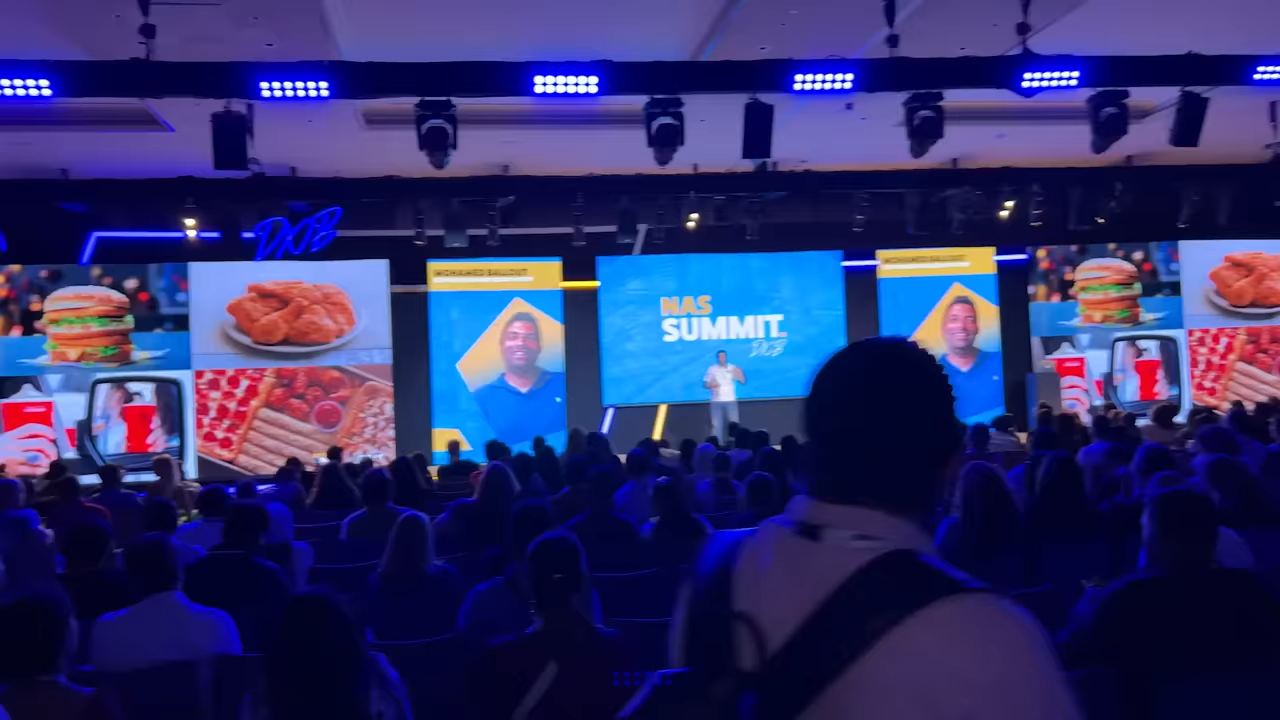 DXB
MOHAMED BALLOUT
NAS
SUMMIT.
DXB
MOHAMED BALLOUT